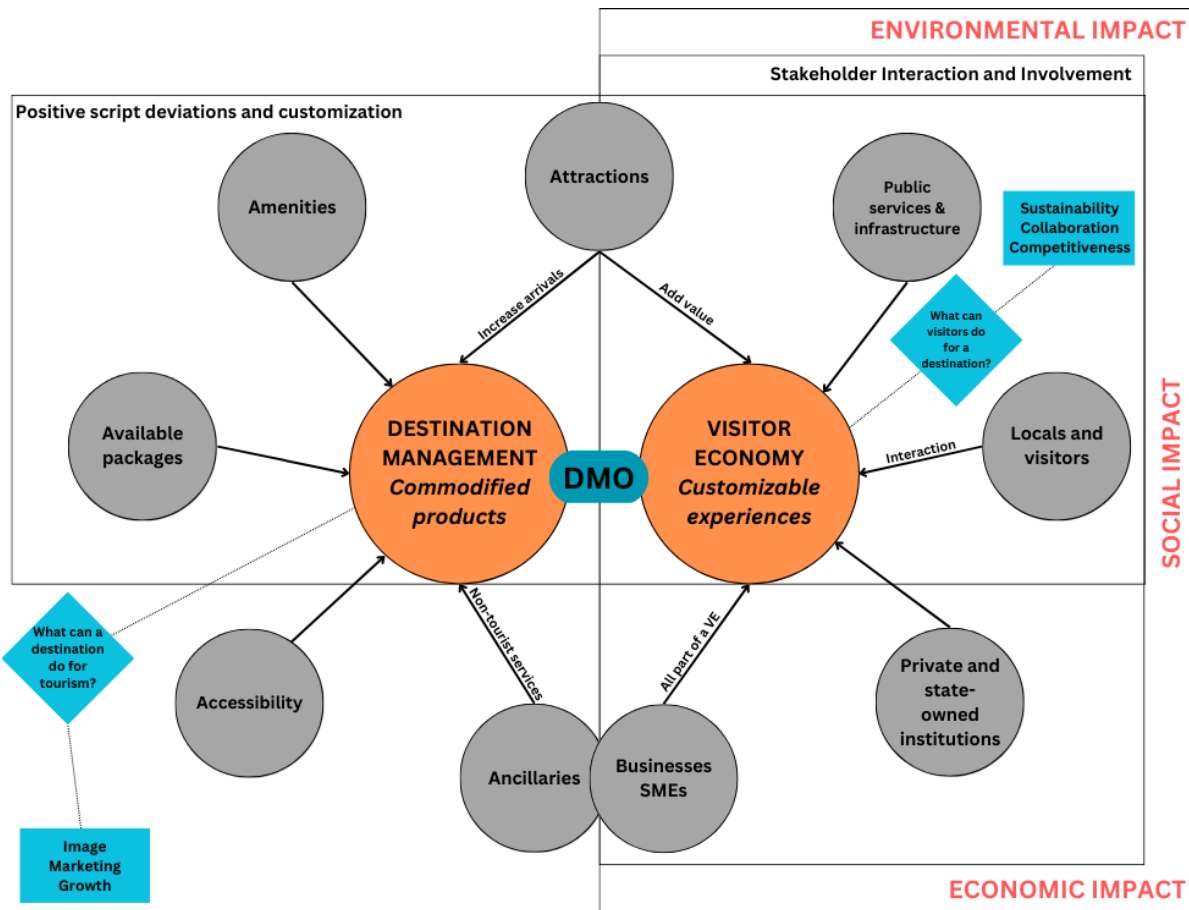 ENVIRONMENTAL IMPACT
Stakeholder Interaction and Involvement
Positive script deviations and customization
Attractions
Amenities
Public
services &
infrastructure
Sustainability
Collaboration
Competitiveness
Increase arrivals
Add value
What can
visitors do
for a
destination?
Available
packages
DESTINATION
MANAGEMENT
Commodified
products
DMO
VISITOR
ECONOMY
Customizable
experiences
Interaction
Locals and
visitors
SOCIAL IMPACT
What can a
destination
do for
tourism?
Accessibility
Non-tourist services
All part of a VE
Private and
state-
owned
institutions
Ancillaries
Businesses
SMEs
Image
Marketing
Growth
ECONOMIC IMPACT